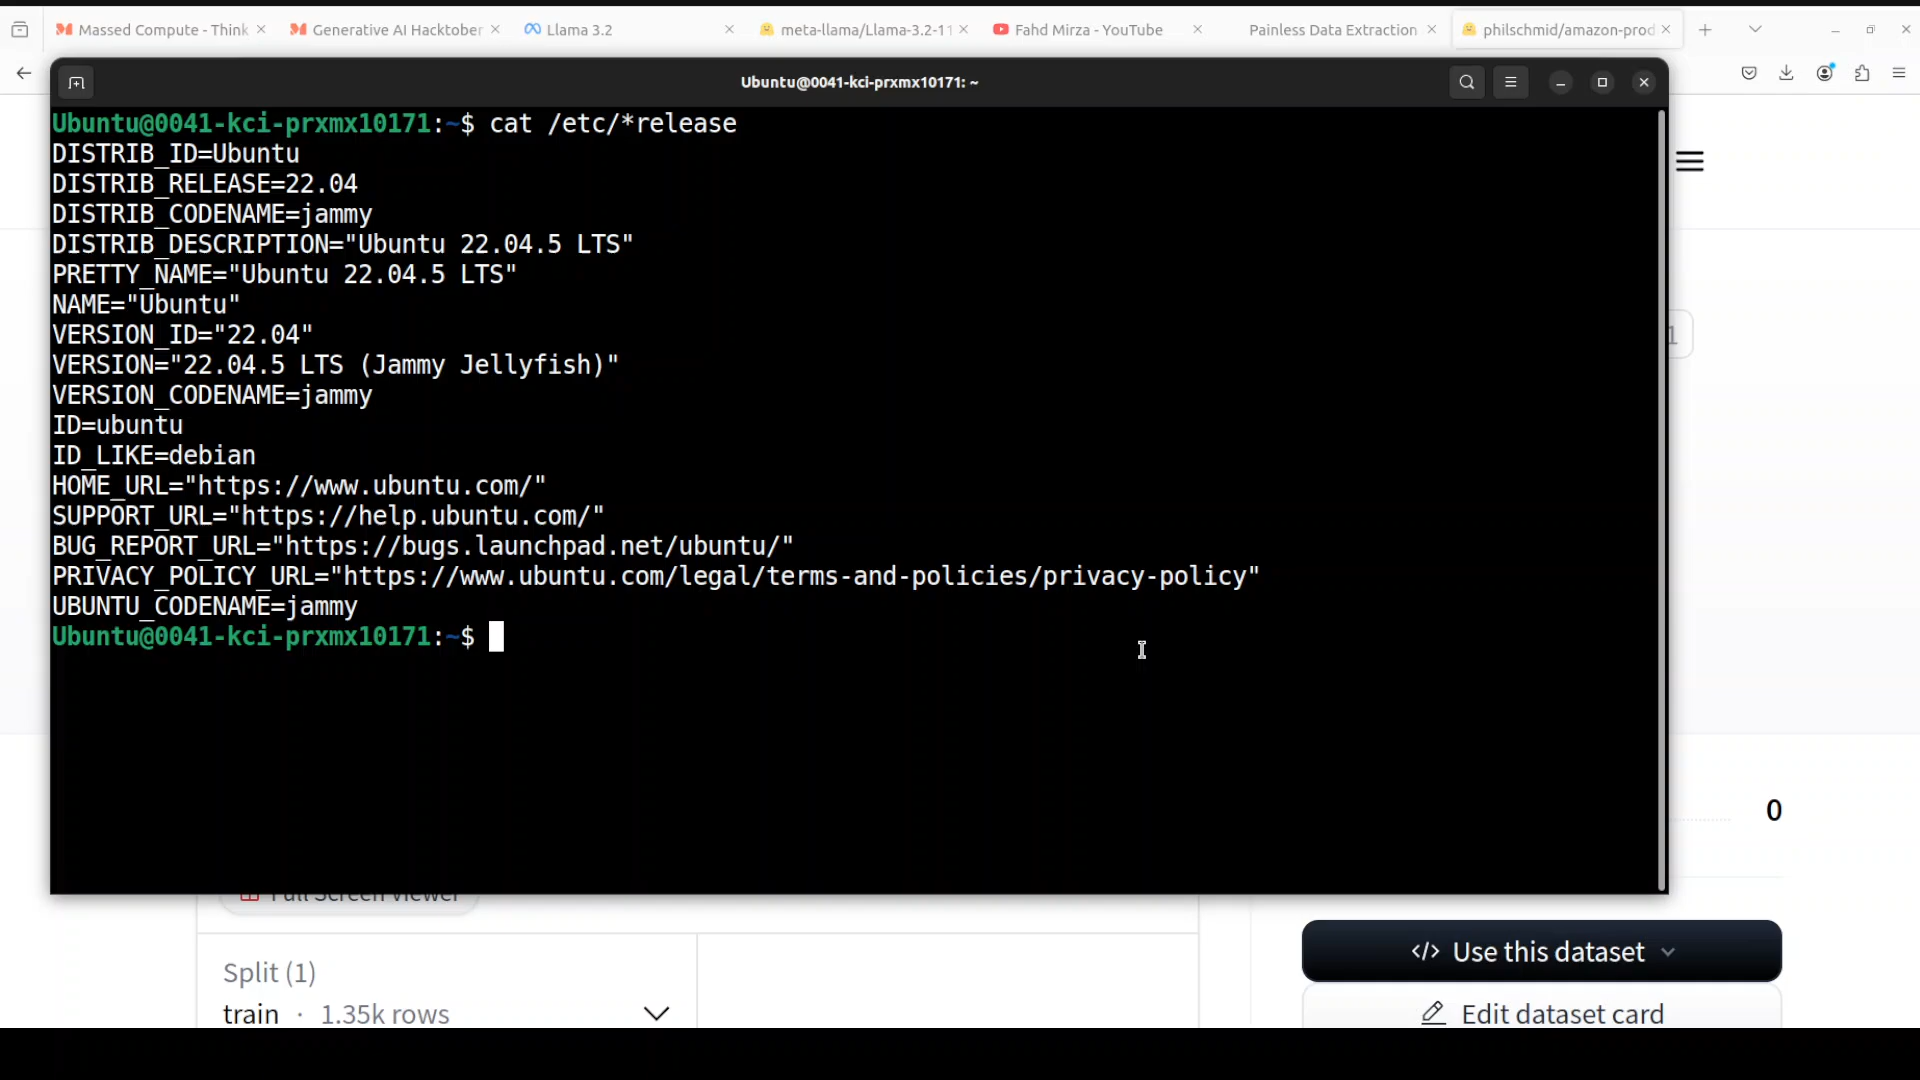 Massed Compute - Think
Generative AI Hacktober
Llama 3.2
meta-llama/Llama-3.2-11
Fahd Mirza - YouTube
Painless Data Extraction
philschmid/amazon-prod
Ubuntu@0041-kci-prxmx10171: ~
Ubuntu@0041-kci-prxmx10171:~$ cat /etc/*release
DISTRIB_ID=Ubuntu
DISTRIB_RELEASE=22.04
DISTRIB_CODENAME=jammy
DISTRIB_DESCRIPTION="Ubuntu 22.04.5 LTS"
PRETTY_NAME="Ubuntu 22.04.5 LTS"
NAME="Ubuntu"
VERSION_ID="22.04"
VERSION="22.04.5 LTS (Jammy Jellyfish)"
VERSION_CODENAME=jammy
ID=ubuntu
ID_LIKE=debian
HOME_URL="https://www.ubuntu.com/"
SUPPORT_URL="https://help.ubuntu.com/"
BUG_REPORT_URL="https://bugs.launchpad.net/ubuntu/"
PRIVACY_POLICY_URL="https://www.ubuntu.com/legal/terms-and-policies/privacy-policy"
UBUNTU_CODENAME=jammy
Ubuntu@0041-kci-prxmx10171:~$
1
0
Full Screen Viewer
Split (1)
train · 1.35k rows
</> Use this dataset
Edit dataset card